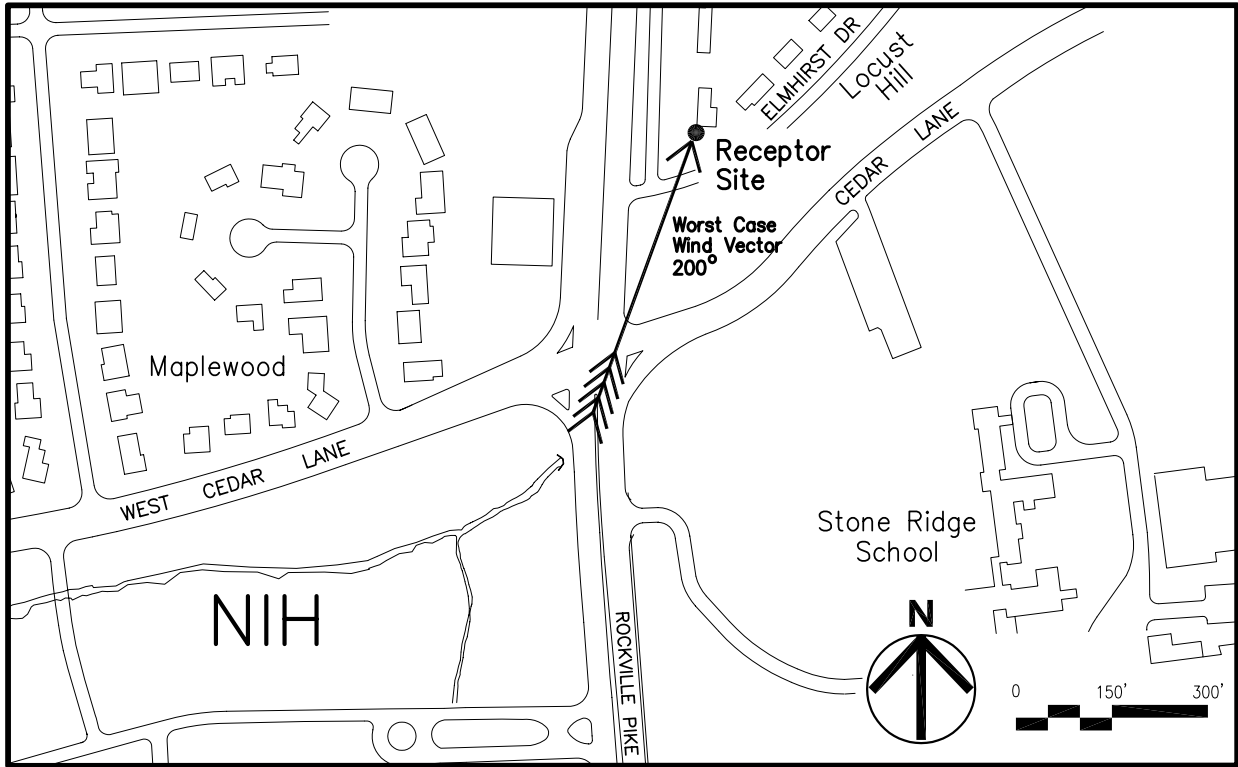 ELMHIRST DR
Locust
Hill
CEDAR LANE
Receptor
Site
Worst Case
Wind Vector
200°
Maplewood
WEST CEDAR LANE
Stone Ridge
School
NIH
ROCKVILLE PIKE
N
0 150' 300'